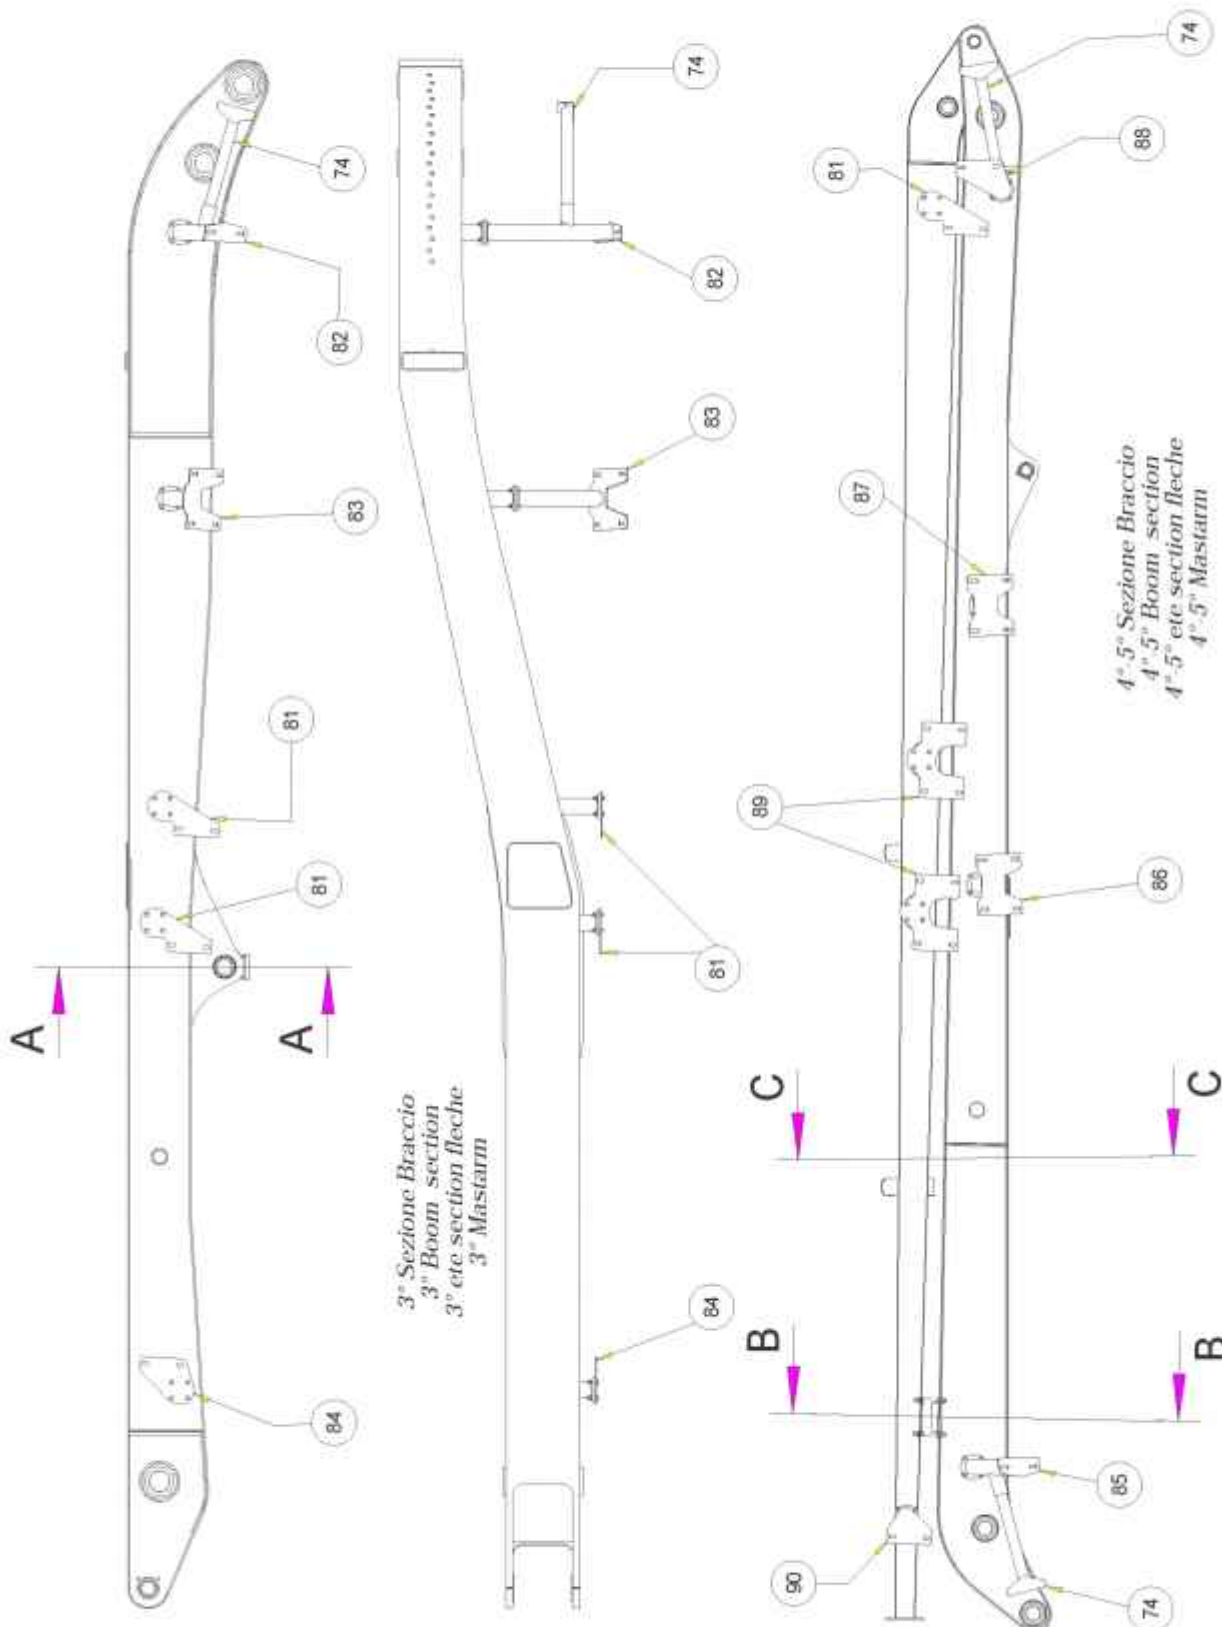 74
82
83
81
81
A
A
84
74
82
83
81
84
3° Sezione Braccio
3° Boom section
3° ete section fleche
3° Mastarm
74
88
81
87
89
86
C
C
B
B
85
90
74
4°-5° Sezione Braccio
4°-5° Boom section
4°-5° ete section fleche
4°-5° Mastarm